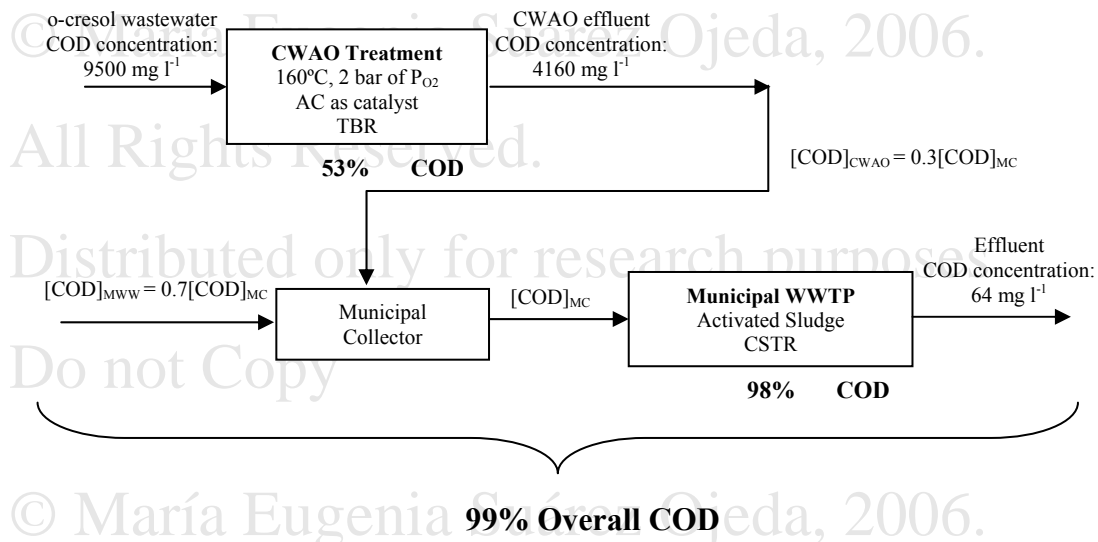 © María Eugenia Suárez Ojeda, 2006.
o-cresol wastewater
COD concentration:
9500 mg l-1
CWAO Treatment
160ºC, 2 bar of PO2
AC as catalyst
TBR
53% COD
CWAO effluent
COD concentration:
4160 mg l-1
All Rights Reserved.
[COD]CWAO = 0.3[COD]MC
Distributed only for research purposes
[COD]MWW = 0.7[COD]MC
Municipal
Collector
[COD]MC
Municipal WWTP
Activated Sludge
CSTR
98% COD
Effluent
COD concentration:
64 mg l-1
Do not Copy
© María Eugenia Suárez Ojeda, 2006.
99% Overall COD